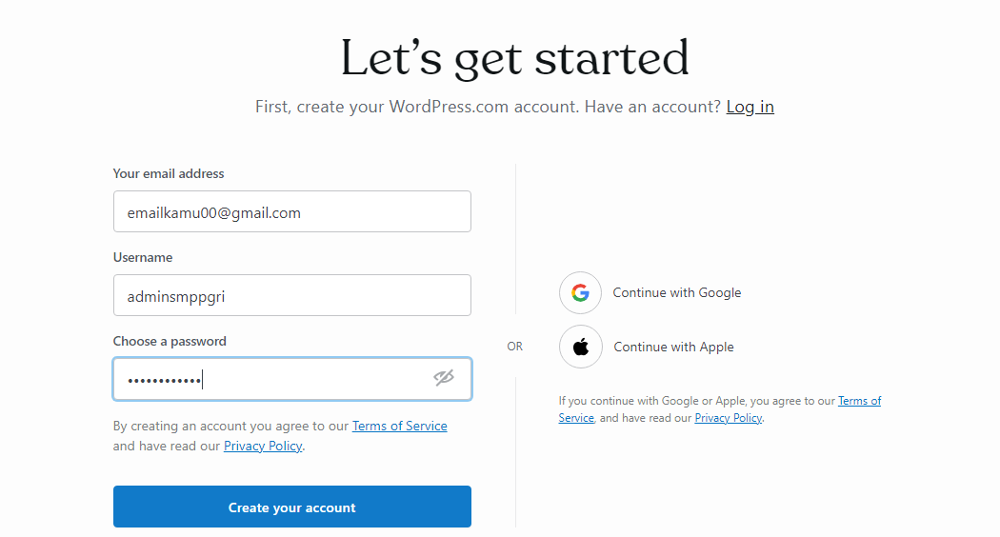 Let's get started
First, create your WordPress.com account. Have an account? Log in
Your email address
emailkamu00@gmail.com
Username
adminsmppgri
Choose a password
••••••••••••
By creating an account you agree to our Terms of Service
and have read our Privacy Policy.
Create your account
OR
Continue with Google
Continue with Apple
If you continue with Google or Apple, you agree to our Terms of
Service, and have read our Privacy Policy.